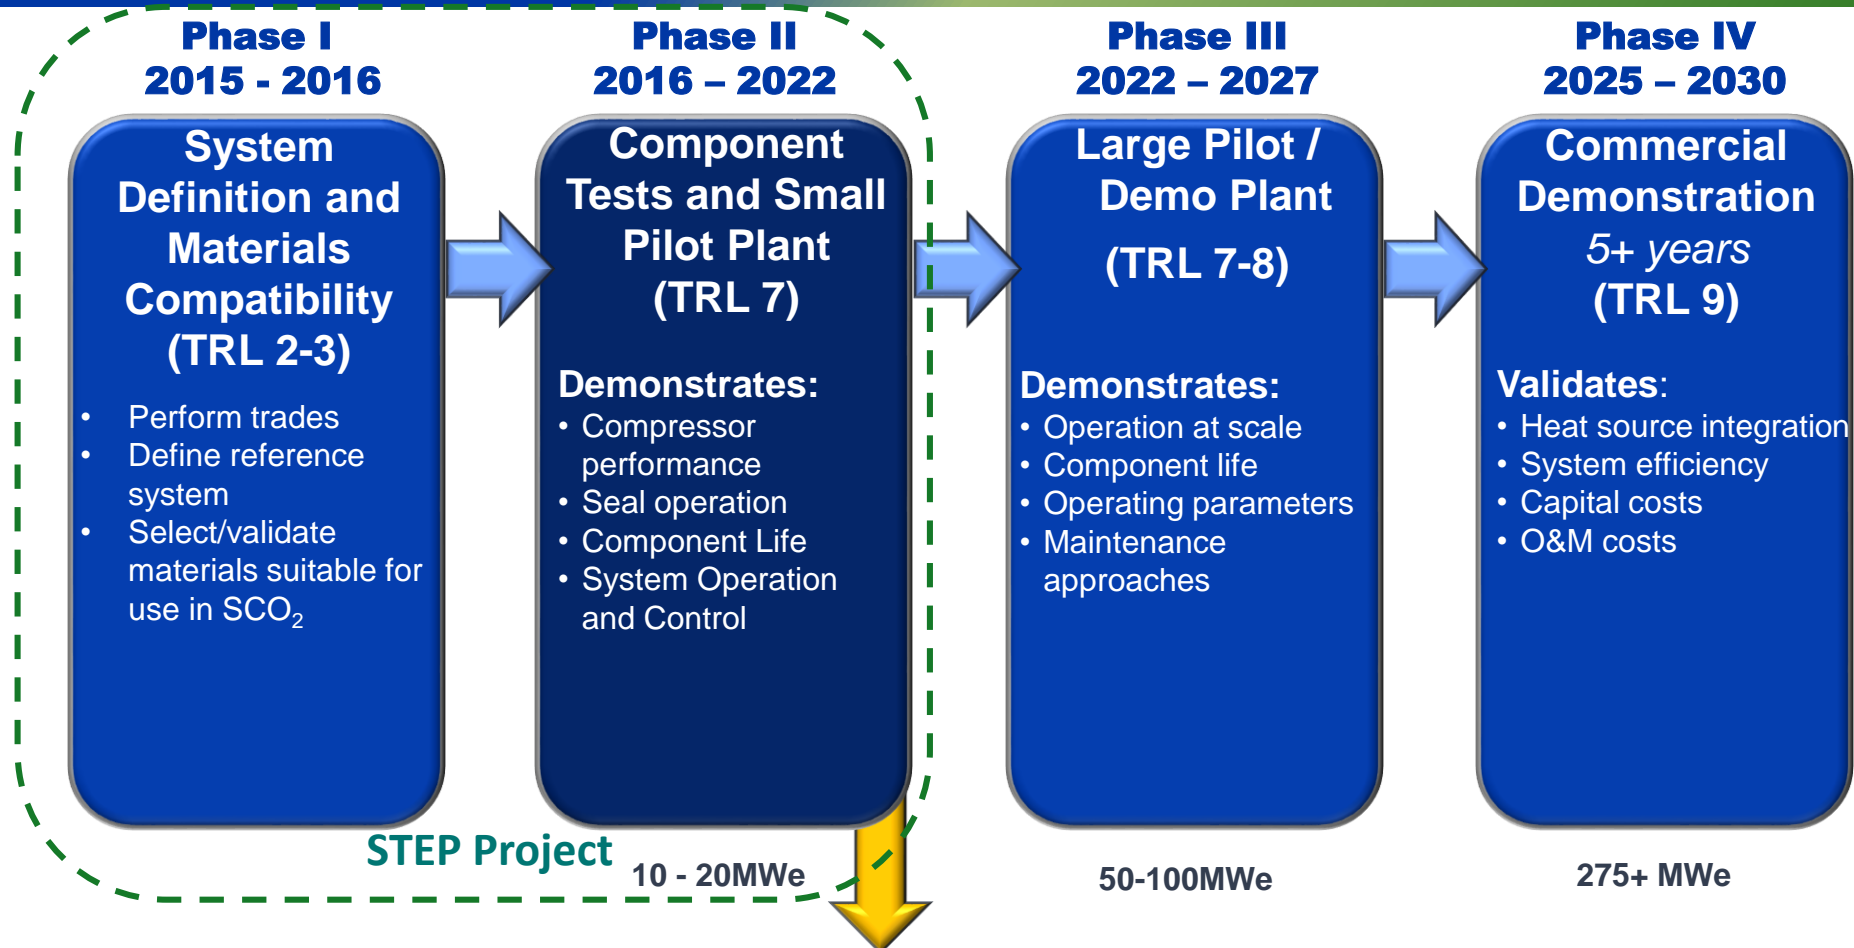 Phase I
2015 - 2016
System
Definition and
Materials
Compatibility
(TRL 2-3)
• Perform trades
• Define reference
system
• Select/validate
materials suitable for
use in SCO₂
Phase II
2016 – 2022
Component
Tests and Small
Pilot Plant
(TRL 7)
Demonstrates:
• Compressor
performance
• Seal operation
• Component Life
• System Operation
and Control
Phase III
2022 – 2027
Large Pilot /
Demo Plant
(TRL 7-8)
Demonstrates:
• Operation at scale
• Component life
• Operating parameters
• Maintenance
approaches
Phase IV
2025 – 2030
Commercial
Demonstration
5+ years
(TRL 9)
Validates:
• Heat source integration
• System efficiency
• Capital costs
• O&M costs
STEP Project
10 - 20MWe
50-100MWe
275+ MWe